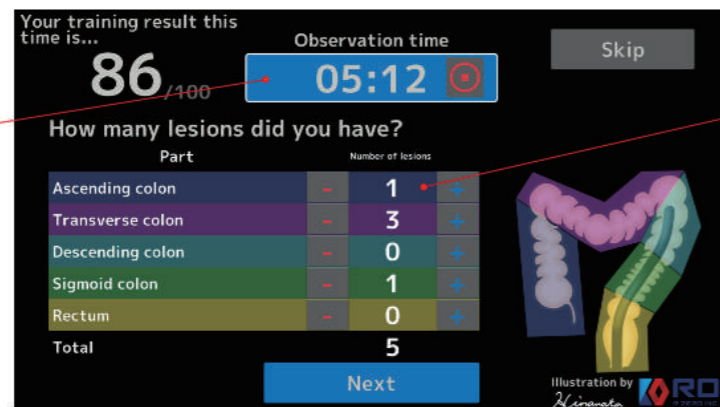 Your training result this
time is...
86/100
Observation time
05:12
Skip
How many lesions did you have?
Part Number of lesions
Ascending colon - 1 +
Transverse colon - 3 +
Descending colon - 0 +
Sigmoid colon - 1 +
Rectum - 0 +
Total 5
Next
Illustration by
Hinanata